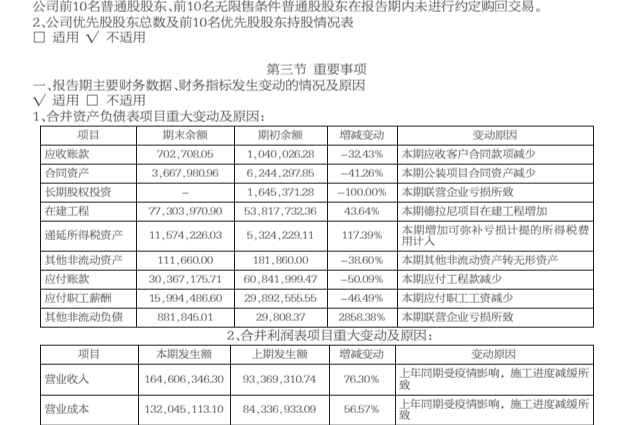 公司前10名普通股股东、前10名无限售条件普通股股东在报告期内未进行约定购回交易。
2、公司优先股股东总数及前10名优先股股东持股情况表
□ 适用 √ 不适用
第三节 重要事项
一、报告期主要财务数据、财务指标发生变动的情况及原因
√ 适用 □ 不适用
1、合并资产负债表项目重大变动及原因：
项目 期末余额 期初余额 增减变动 变动原因
应收账款 702,708.05 1,040,026.28 -32.43% 本期应收客户合同款项减少
合同资产 3,667,980.96 6,244,297.85 -41.26% 本期公装项目合同资产减少
长期股权投资 - 1,645,371.28 -100.00% 本期联营企业亏损所致
在建工程 77,303,970.90 53,817,732.36 43.64% 本期德拉尼项目在建工程增加
递延所得税资产 11,574,226.03 5,324,229.11 117.39% 本期增加可弥补亏损计提的所得税费
用计入
其他非流动资产 111,660.00 181,860.00 -38.60% 本期其他非流动资产转无形资产
应付账款 30,367,175.71 60,841,999.47 -50.09% 本期应付工程款减少
应付职工薪酬 15,994,486.60 29,892,555.55 -46.49% 本期应付职工工资减少
其他非流动负债 881,845.01 29,808.37 2858.38% 本期联营企业亏损所致
2、合并利润表项目重大变动及原因：
项目 本期发生额 上期发生额 增减变动 变动原因
营业收入 164,606,346.30 93,369,310.74 76.30% 上年同期受疫情影响，施工进度减缓所
致
营业成本 132,045,113.10 84,336,933.09 56.57% 上年同期受疫情影响，施工进度减缓所
致